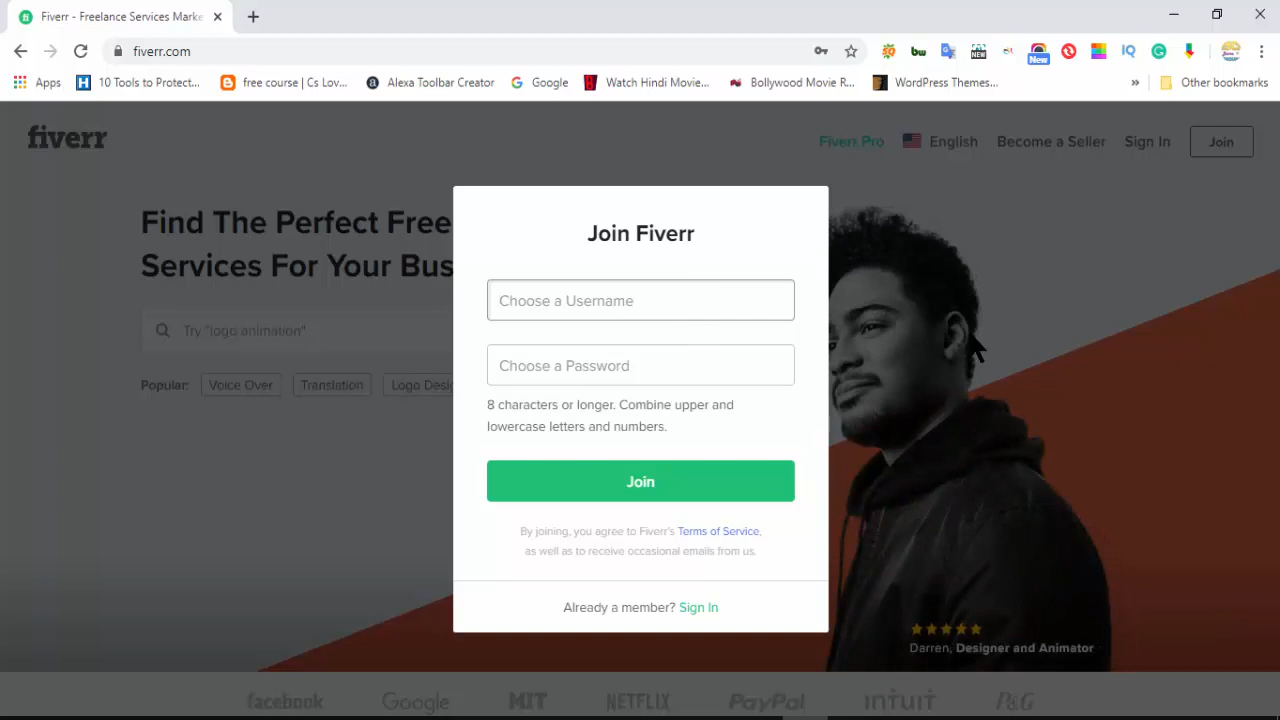 Fiverr - Freelance Services Marke
fiverr.com
New
NEW
Apps
10 Tools to Protect...
free course | Cs Lov...
Alexa Toolbar Creator
Google
Watch Hindi Movie...
Bollywood Movie R...
WordPress Themes...
Other bookmarks
fiverr
Fiverr Pro
English
Become a Seller
Sign In
Join
Find The Perfect Free
Services For Your Bus
Try "logo animation"
Popular:
Voice Over
Translation
Logo Desig
Join Fiverr
Choose a Username
Choose a Password
8 characters or longer. Combine upper and
lowercase letters and numbers.
Join
By joining, you agree to Fiverr's Terms of Service,
as well as to receive occasional emails from us.
Already a member? Sign In
Darren, Designer and Animator
facebook
Google
MIT
NETFLIX
PayPal
intuit
P&G